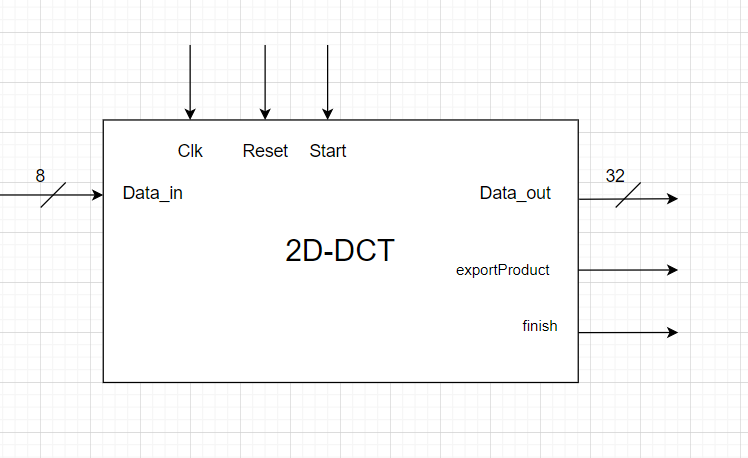 Clk Reset Start
8
Data_in
Data_out
32
2D-DCT
exportProduct
finish